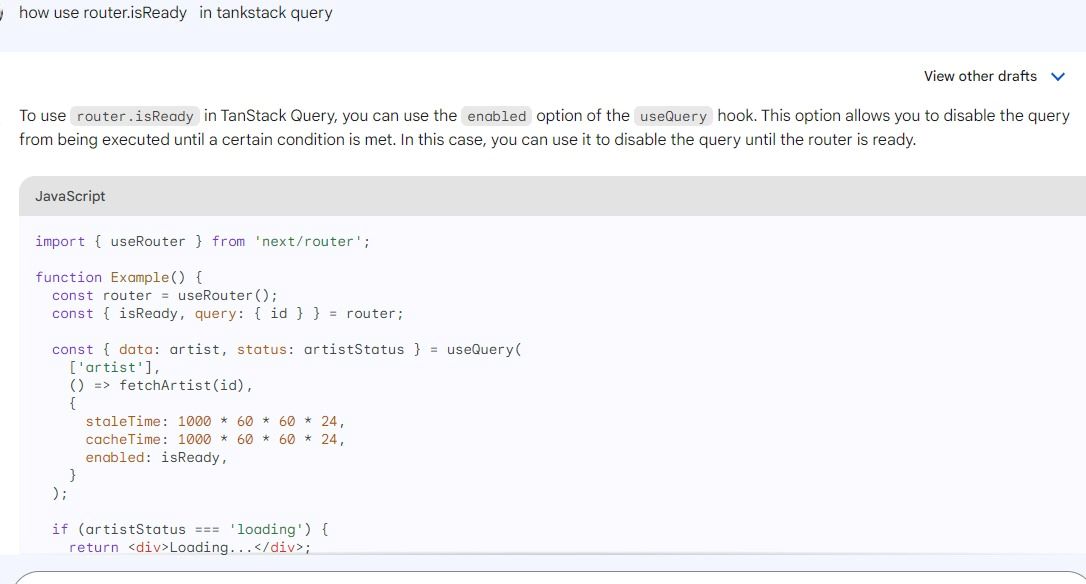 how use router.isReady in tankstack query
View other drafts
To use router.isReady in TanStack Query, you can use the enabled option of the useQuery hook. This option allows you to disable the query
from being executed until a certain condition is met. In this case, you can use it to disable the query until the router is ready.
JavaScript
import { useRouter } from 'next/router';
function Example() {
const router = useRouter();
const { isReady, query: { id } } = router;
const { data: artist, status: artistStatus } = useQuery(
['artist'],
() => fetchArtist(id),
{
staleTime: 1000 * 60 * 60 * 24,
cacheTime: 1000 * 60 * 60 * 24,
enabled: isReady,
}
);
if (artistStatus === 'loading') {
return <div>Loading...</div>;